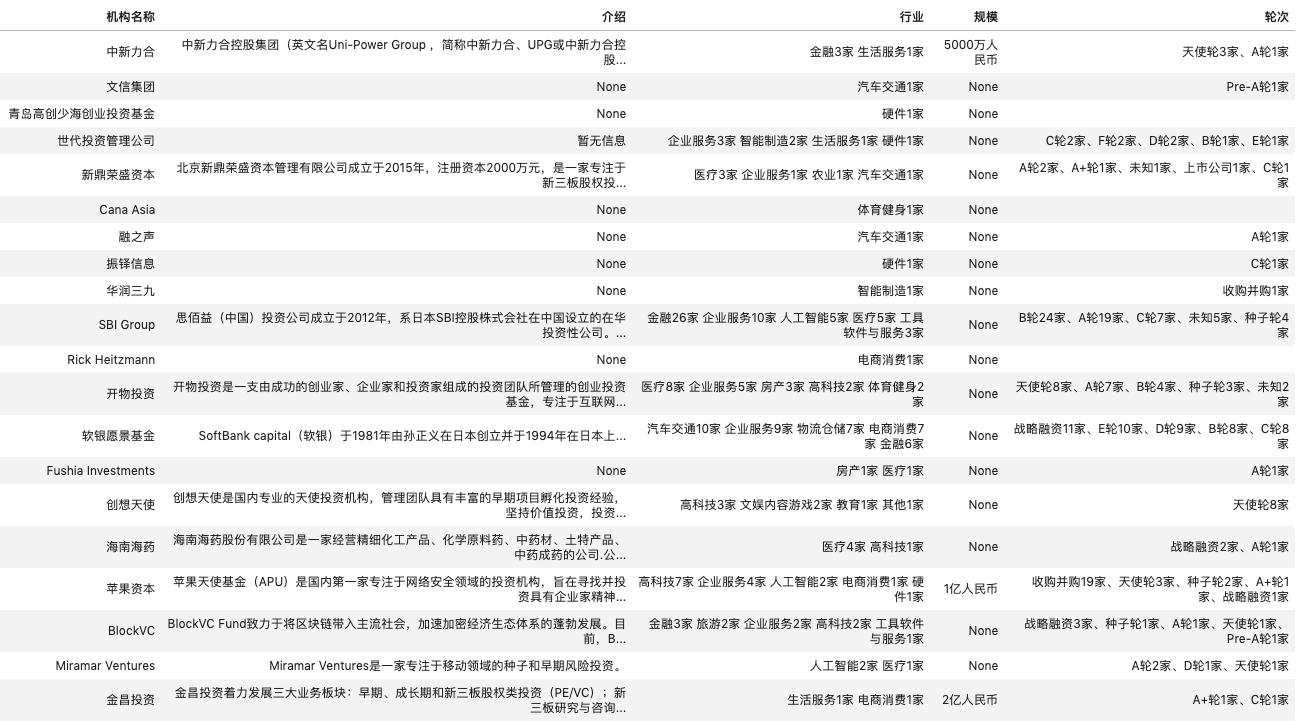 机构名称 介绍 行业 规模 轮次
中新力合 中新力合控股集团（英文名Uni-Power Group ，简称中新力合、UPG或中新力合控 金融3家 生活服务1家 5000万人 天使轮3家、A轮1家
股... 民币
文信集团 None 汽车交通1家 None Pre-A轮1家
青岛高创少海创业投资基金 None 硬件1家 None
世代投资管理公司 暂无信息 企业服务3家 智能制造2家 生活服务1家 硬件1家 None C轮2家、F轮2家、D轮2家、B轮1家、E轮1家
新鼎荣盛资本 北京新鼎荣盛资本管理有限公司成立于2015年，注册资本2000万元，是一家专注于 医疗3家 企业服务1家 农业1家 汽车交通1家 None A轮2家、A+轮1家、未知1家、上市公司1家、C轮1
新三板股权投... 家
Cana Asia None 体育健身1家 None
融之声 None 汽车交通1家 None A轮1家
振铎信息 None 硬件1家 None C轮1家
华润三九 None 智能制造1家 None 收购并购1家
SBI Group 思佰益（中国）投资公司成立于2012年，系日本SBI控股株式会社在中国设立的在华 金融26家 企业服务10家 人工智能5家 医疗5家 工具 None B轮24家、A轮19家、C轮7家、未知5家、种子轮4
投资性公司。... 软件与服务3家 家
Rick Heitzmann None 电商消费1家 None
开物投资 开物投资是一支由成功的创业家、企业家和投资家组成的投资团队所管理的创业投资 医疗8家 企业服务5家 房产3家 高科技2家 体育健身2 None 天使轮8家、A轮7家、B轮4家、种子轮3家、未知2
基金，专注于互联网... 家 家
软银愿景基金 SoftBank capital（软银）于1981年由孙正义在日本创立并于1994年在日本上... 汽车交通10家 企业服务9家 物流仓储7家 电商消费7 None 战略融资11家、E轮10家、D轮9家、B轮8家、C轮8
家 金融6家 家
Fushia Investments None 房产1家 医疗1家 None A轮1家
创想天使 创想天使是国内专业的天使投资机构，管理团队具有丰富的早期项目孵化投资经验， 高科技3家 文娱内容游戏2家 教育1家 其他1家 None 天使轮8家
坚持价值投资，投资...
海南海药 海南海药股份有限公司是一家经营精细化工产品、化学原料药、中药材、土特产品、 医疗4家 高科技1家 None 战略融资2家、A轮1家
中药成药的公司.公...
苹果资本 苹果天使基金（APU）是国内第一家专注于网络安全领域的投资机构，旨在寻找并投 高科技7家 企业服务4家 人工智能2家 电商消费1家 硬 1亿人民币 收购并购19家、天使轮3家、种子轮2家、A+轮1
资具有企业家精神... 件1家 家、战略融资1家
BlockVC BlockVC Fund致力于将区块链带入主流社会，加速加密经济生态体系的蓬勃发展。目 金融3家 旅游2家 企业服务2家 高科技2家 工具软件 None 战略融资3家、种子轮1家、A轮1家、天使轮1家、
前，B... 与服务1家 Pre-A轮1家
Miramar Ventures Miramar Ventures是一家专注于移动领域的种子和早期风险投资。 人工智能2家 医疗1家 None A轮2家、D轮1家、天使轮1家
金昌投资 金昌投资着力发展三大业务板块：早期、成长期和新三板股权类投资（PE/VC）；新 生活服务1家 电商消费1家 2亿人民币 A+轮1家、C轮1家
三板研究与咨询...